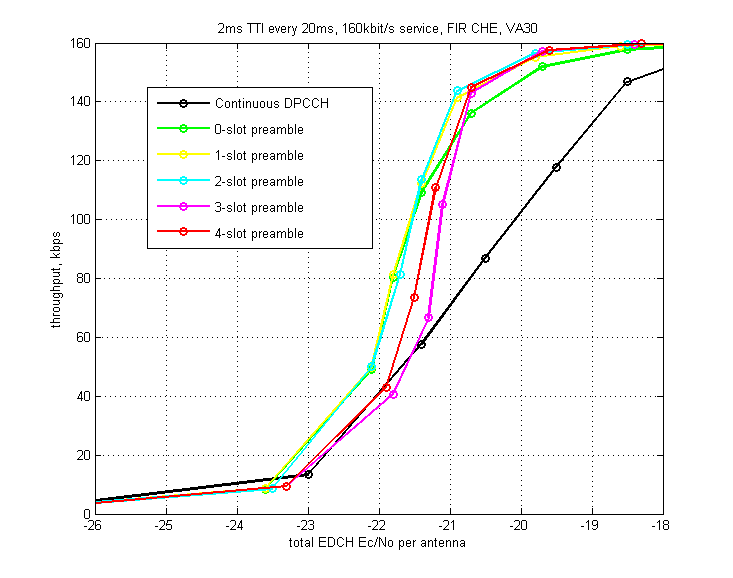 2ms TTI every 20ms, 160kbit/s service, FIR CHE, VA30
160
140
120
100
80
60
40
20
0
throughput, kbps
Continuous DPCCH
0-slot preamble
1-slot preamble
2-slot preamble
3-slot preamble
4-slot preamble
-26 -25 -24 -23 -22 -21 -20 -19 -18
total EDCH Ec/No per antenna